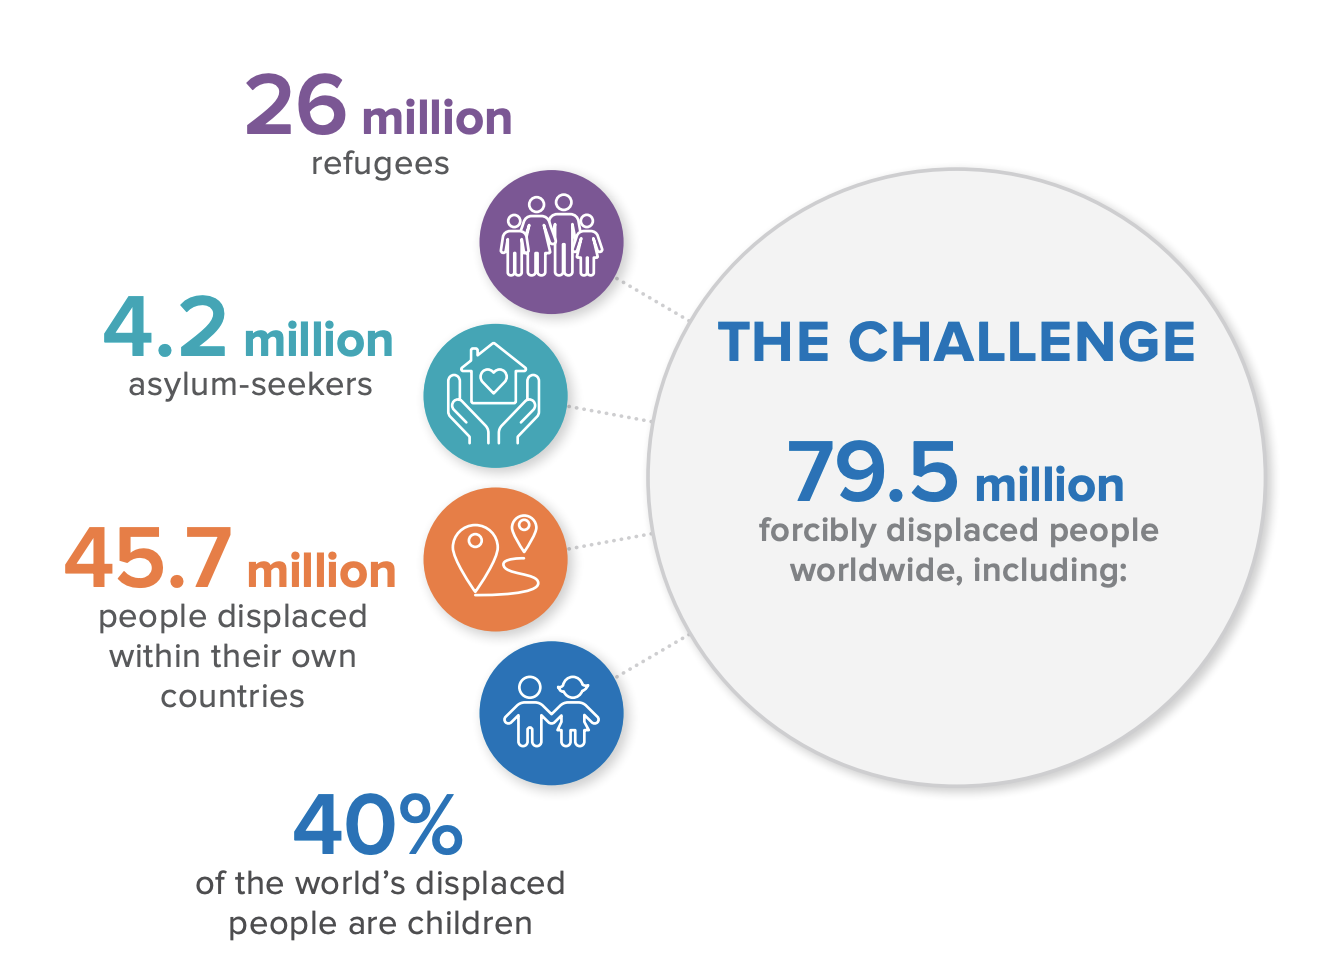 26 million
refugees
4.2 million
asylum-seekers
45.7 million
people displaced
within their own
countries
40%
of the world’s displaced
people are children
THE CHALLENGE
79.5 million
forcibly displaced people
worldwide, including: